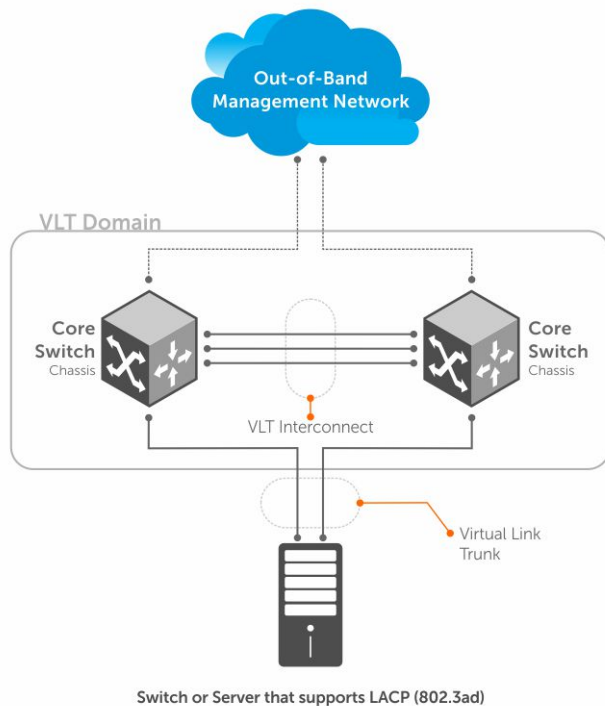 Out-of-Band
Management Network
VLT Domain
Core
Switch
Chassis
Core
Switch
Chassis
VLT Interconnect
Virtual Link
Trunk
Switch or Server that supports LACP (802.3ad)